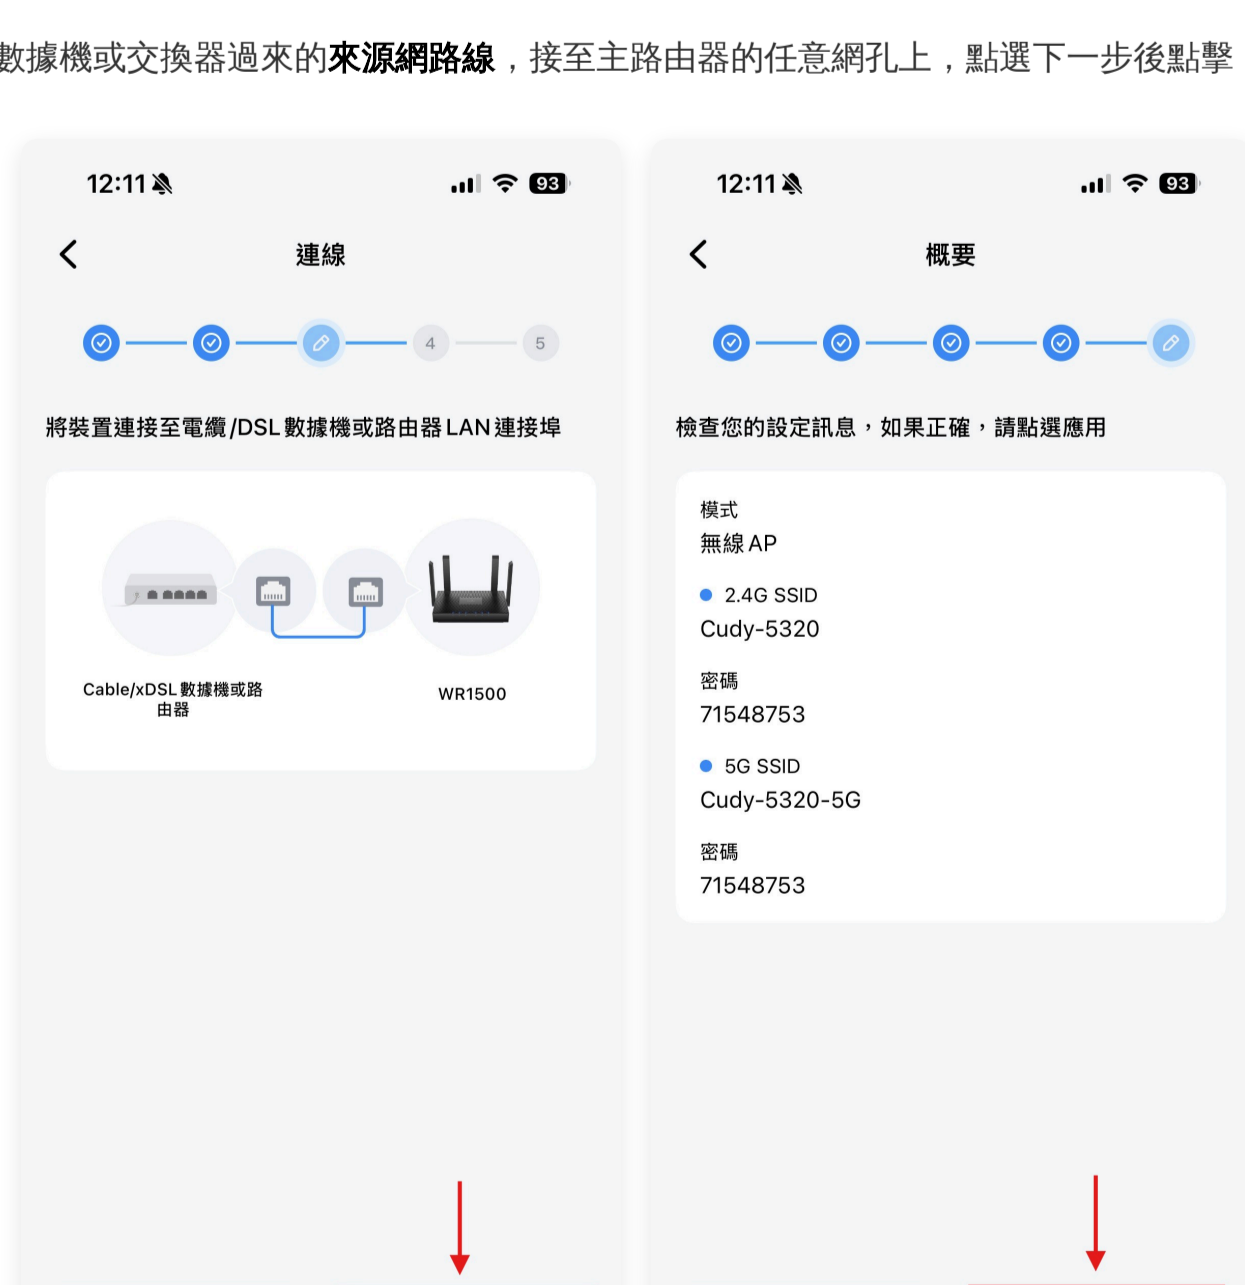 數據機或交換器過來的來源網路線，接至主路由器的任意網孔上，點選下一步後點擊
12:11
93
連線
4
5
將裝置連接至電纜/DSL數據機或路由器LAN連接埠
Cable/xDSL數據機或路
由器
WR1500
12:11
93
概要
檢查您的設定訊息，如果正確，請點選應用
模式
無線AP
2.4G SSID
Cudy-5320
密碼
71548753
5G SSID
Cudy-5320-5G
密碼
71548753